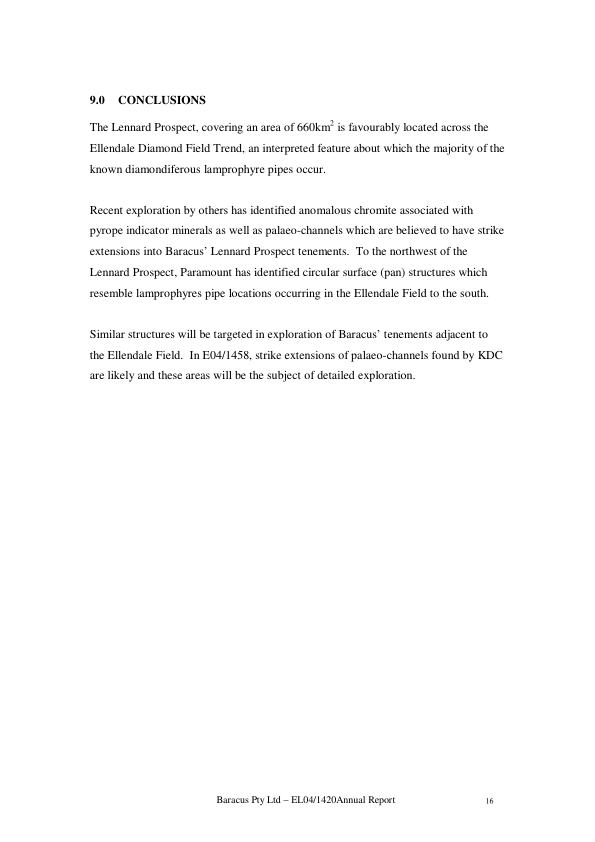 9.0 CONCLUSIONS
The Lennard Prospect, covering an area of 660km² is favourably located across the
Ellendale Diamond Field Trend, an interpreted feature about which the majority of the
known diamondiferous lamprophyre pipes occur.
Recent exploration by others has identified anomalous chromite associated with
pyrope indicator minerals as well as palaeo-channels which are believed to have strike
extensions into Baracus' Lennard Prospect tenements.  To the northwest of the
Lennard Prospect, Paramount has identified circular surface (pan) structures which
resemble lamprophyres pipe locations occurring in the Ellendale Field to the south.
Similar structures will be targeted in exploration of Baracus' tenements adjacent to
the Ellendale Field.  In E04/1458, strike extensions of palaeo-channels found by KDC
are likely and these areas will be the subject of detailed exploration.
Baracus Pty Ltd – EL04/1420Annual Report 16